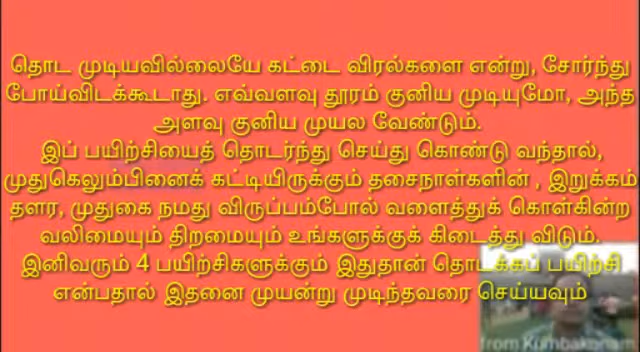 தொட முடியவில்லையே கட்டை விரல்களை என்று, சோர்ந்து
போய்விடக்கூடாது. எவ்வளவு தூரம் குனிய முடியுமோ, அந்த
அளவு குனிய முயல வேண்டும்.
இப் பயிற்சியைத் தொடர்ந்து செய்து கொண்டு வந்தால்,
முதுகெலும்பினைக் கட்டியிருக்கும் தசைநாள்களின் , இறுக்கம்
தளர, முதுகை நமது விருப்பம்போல் வளைத்துக் கொள்கின்ற
வலிமையும் திறமையும் உங்களுக்குக் கிடைத்து விடும்.
இனிவரும் 4 பயிற்சிகளுக்கும் இதுதான் தொடக்கப் பயிற்சி
என்பதால் இதனை முயன்று முடிந்தவரை செய்யவும்
from Kumbakonam